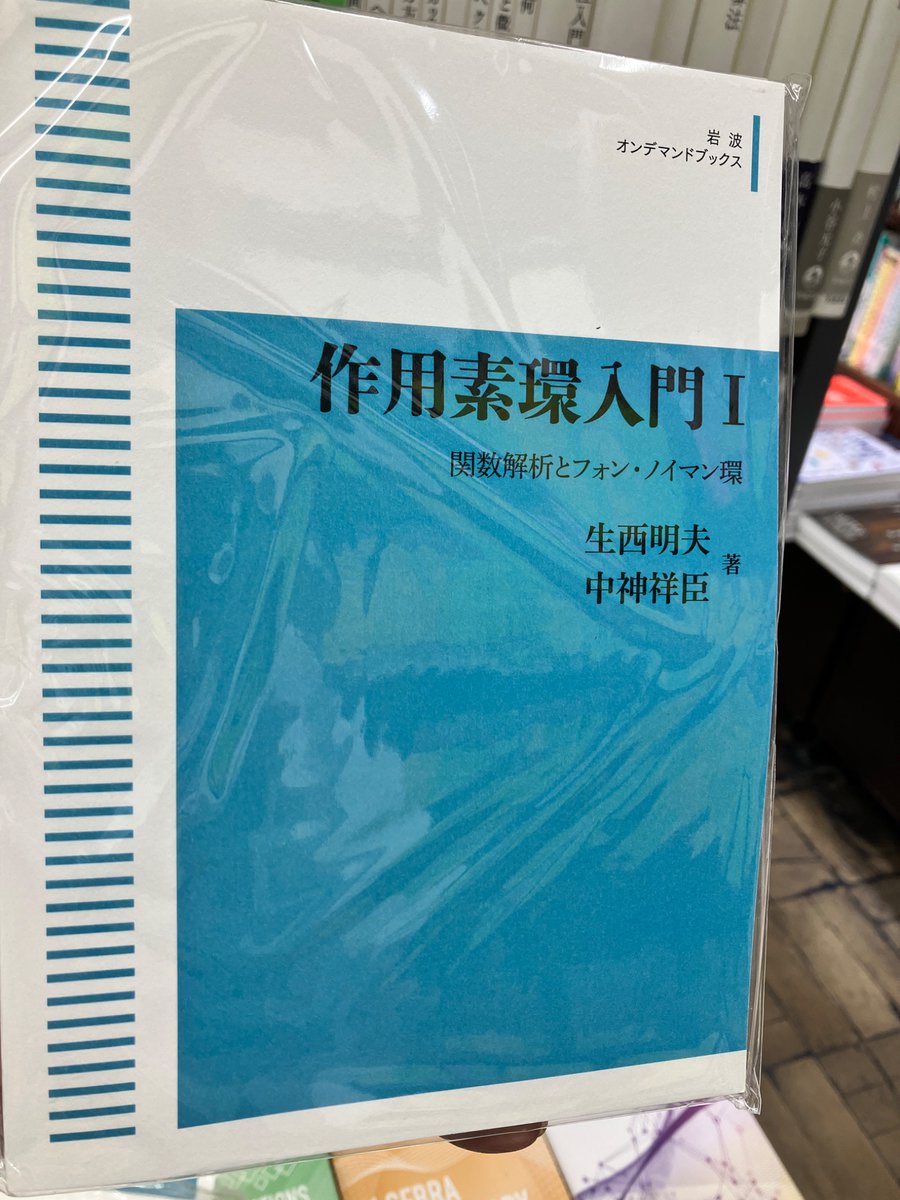 岩波
オンデマンドブックス
作用素環入門 I
関数解析とフォン・ノイマン環
生西明夫
中神祥臣
著